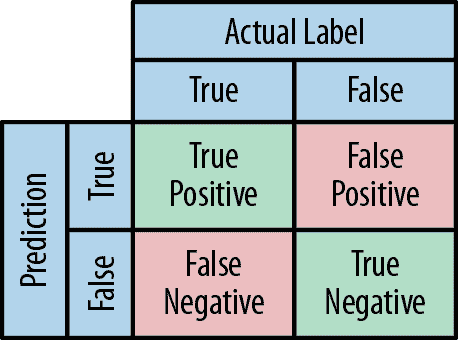 Actual Label
True False
Prediction
True
True
Positive
False
Positive
False
False
Negative
True
Negative